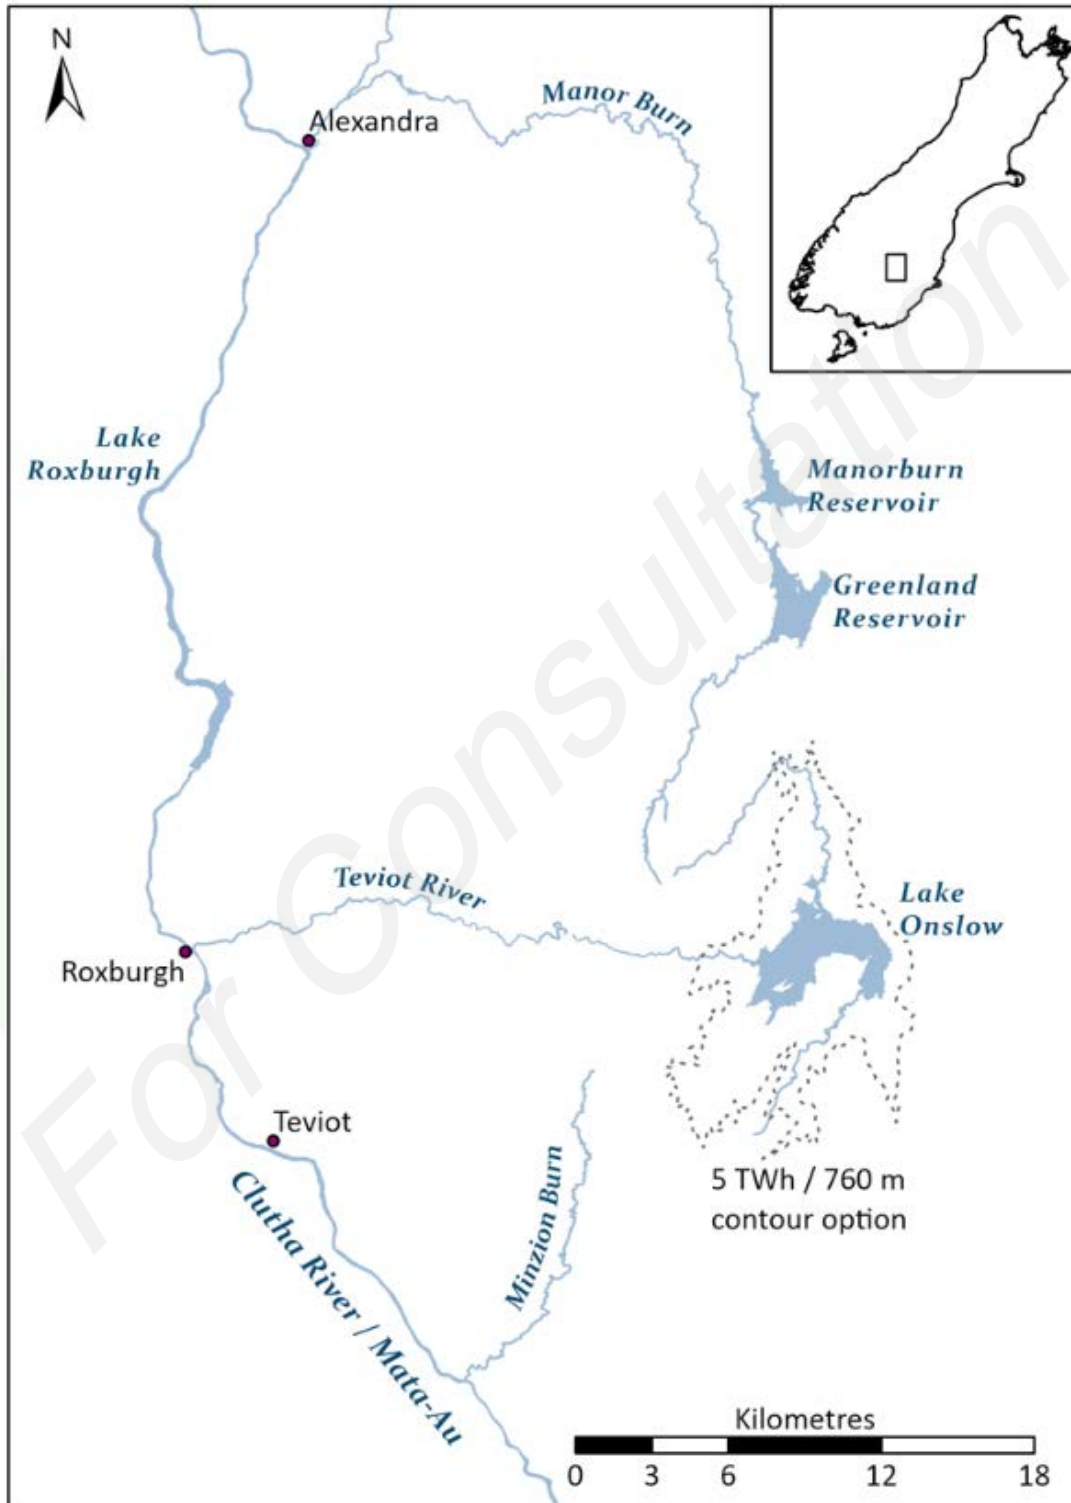 N
Alexandra
Manor Burn
Lake
Roxburgh
Manorburn
Reservoir
Greenland
Reservoir
Teviot River
Lake
Onslow
Roxburgh
Teviot
5 TWh / 760 m
contour option
Minzion Burn
Clutha River / Mata-Au
Kilometres
0 3 6 12 18
For Consultation